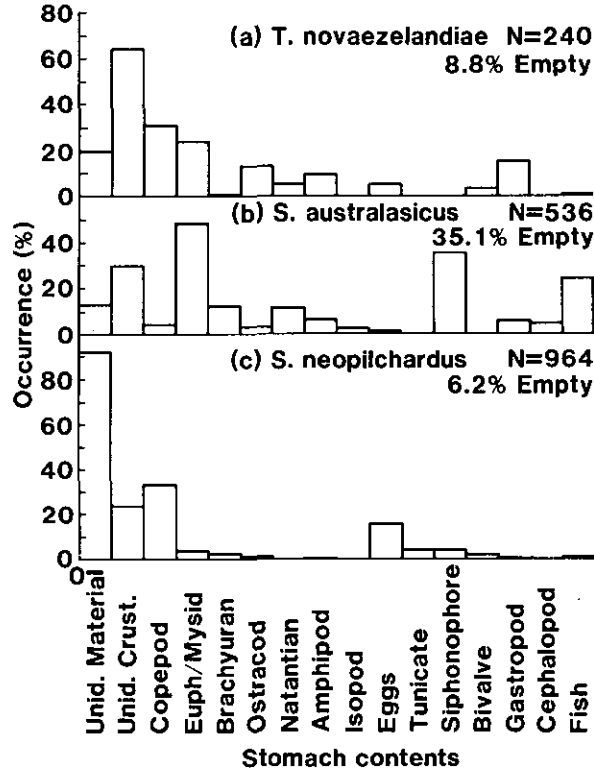 80
60
40
20
0
(a) T. novaezelandiae N=240
8.8% Empty
(b) S. australasicus N=536
35.1% Empty
40
20
0
(c) S. neopilchardus N=964
6.2% Empty
80
60
40
20
0
0
Occurrence (%)
Unid. Material
Unid. Crust.
Copepod
Euph/Mysid
Brachyuran
Ostracod
Natantian
Amphipod
Isopod
Eggs
Tunicate
Siphonophore
Bivalve
Gastropod
Cephalopod
Fish
Stomach contents